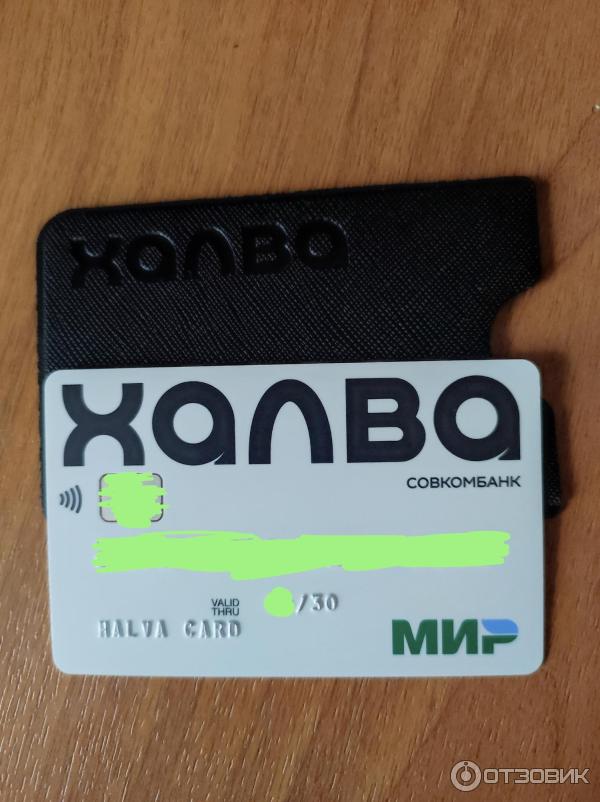 ХАЛВА
ХАЛВА
СОВКОМБАНК
VALID
THRU
/30
HALVA CARD
МИР
ОТЗОВИК